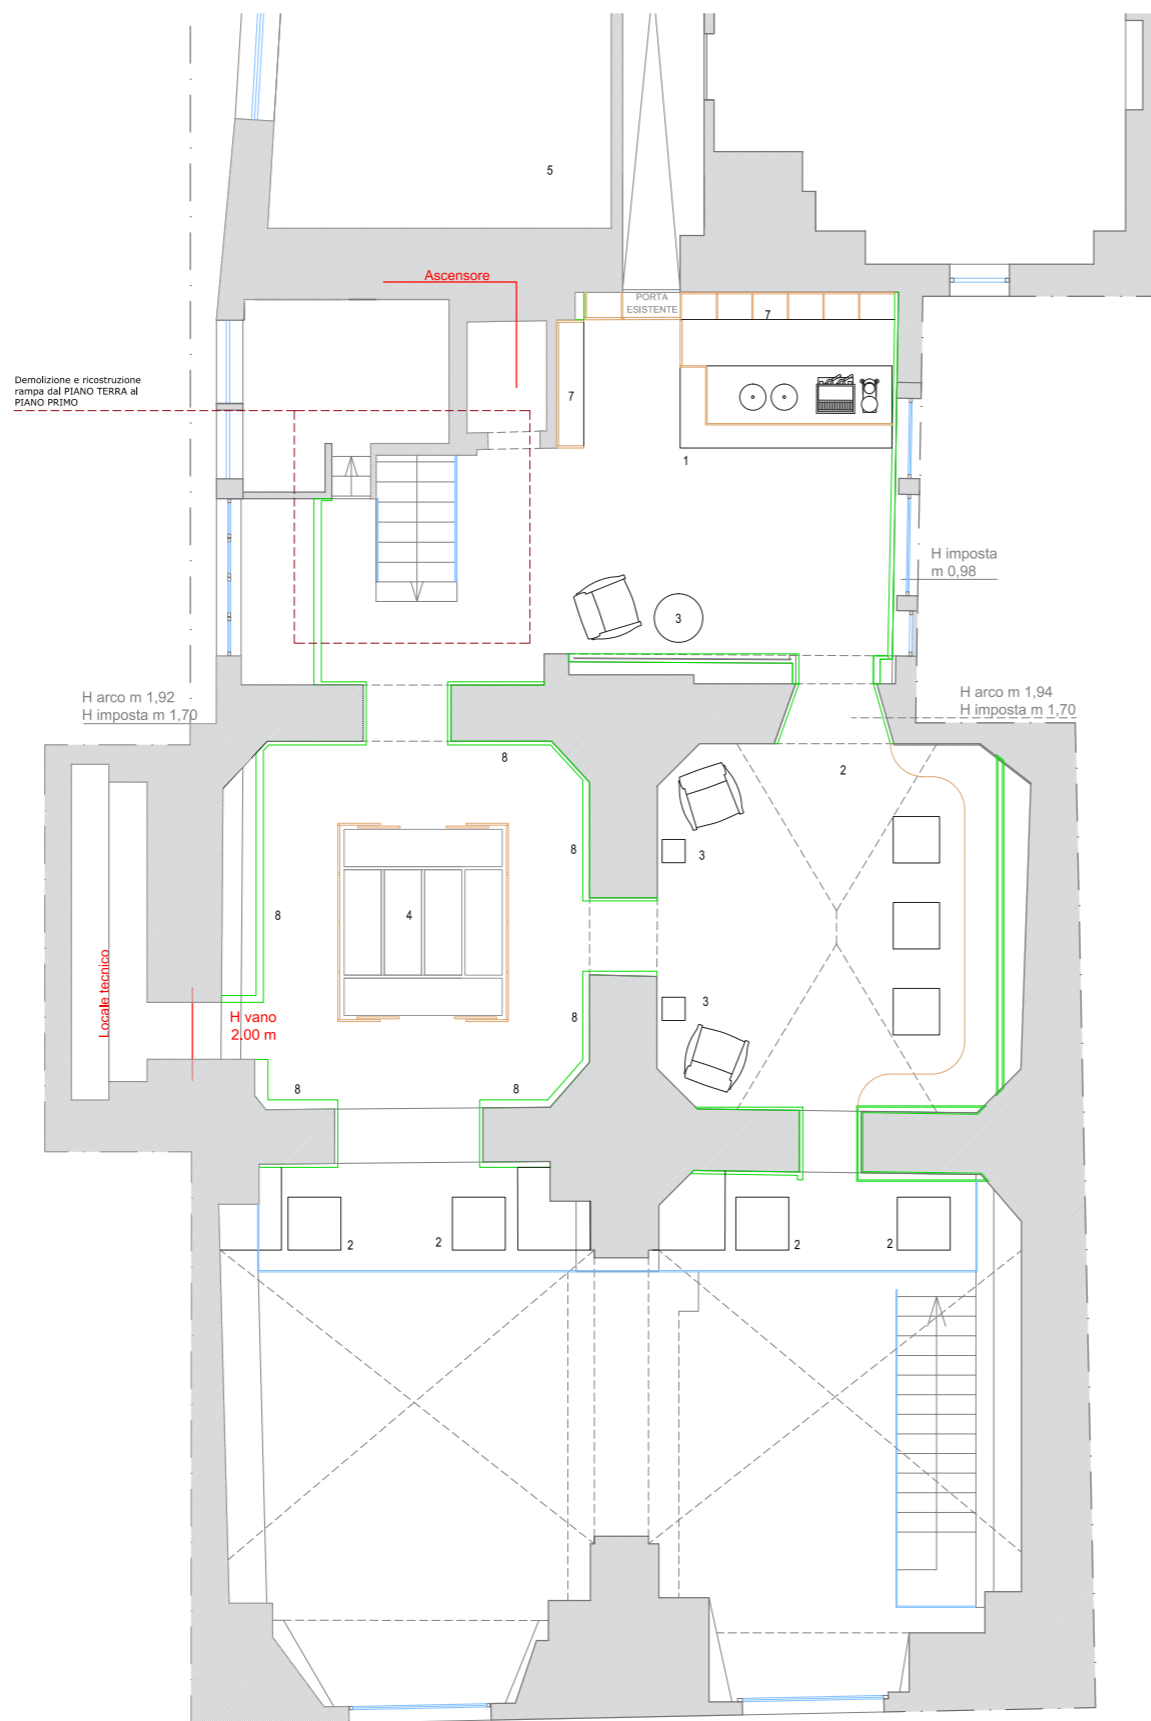 5
Ascensore
PORTA
ESISTENTE
7
Demolizione e ricostruzione
rampa dal PIANO TERRA al
PIANO PRIMO
7
1
H imposta
m 0,98
3
H arco m 1,92
H imposta m 1,70
H arco m 1,94
H imposta m 1,70
8
2
8
3
8
4
Locale tecnico
H vano
2.00 m
3
8
8
8
2
2
2
2